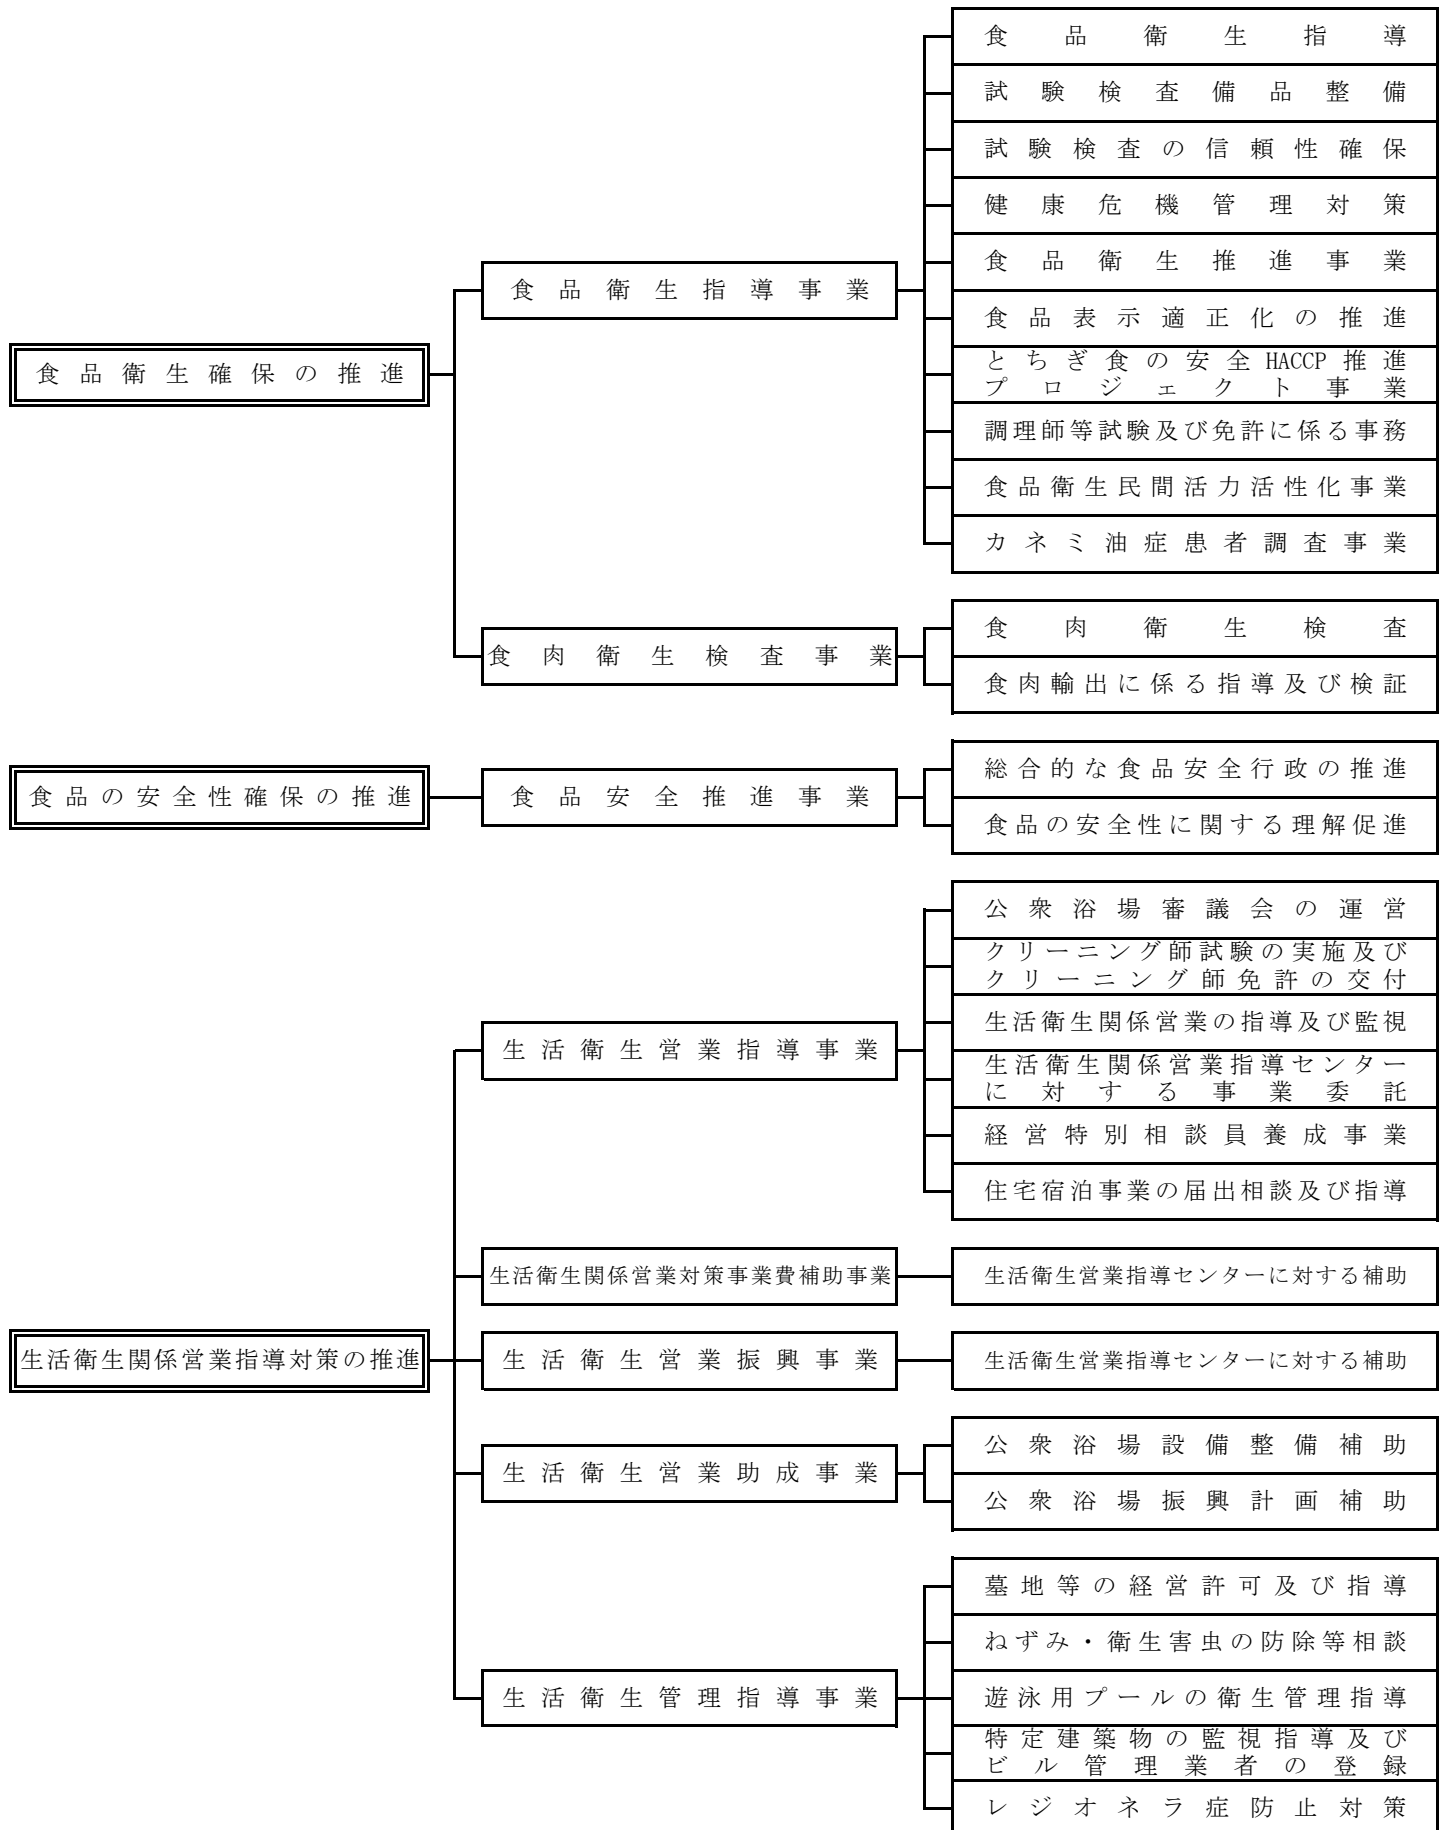 食品衛生確保の推進
食品衛生指導事業
食品衛生指導
試験検査備品整備
試験検査の信頼性確保
健康危機管理対策
食品衛生推進事業
食品表示適正化の推進
とちぎ食の安全HACCP推進
プロジェクト事業
調理師等試験及び免許に係る事務
食品衛生民間活力活性化事業
カネミ油症患者調査事業
食肉衛生検査事業
食肉衛生検査
食肉輸出に係る指導及び検証
食品の安全性確保の推進
食品安全推進事業
総合的な食品安全行政の推進
食品の安全性に関する理解促進
生活衛生関係営業指導対策の推進
生活衛生営業指導事業
公衆浴場審議会の運営
クリーニング師試験の実施及び
クリーニング師免許の交付
生活衛生関係営業の指導及び監視
生活衛生関係営業指導センター
に対する事業委託
経営特別相談員養成事業
住宅宿泊事業の届出相談及び指導
生活衛生関係営業対策事業費補助事業
生活衛生営業指導センターに対する補助
生活衛生営業振興事業
生活衛生営業指導センターに対する補助
生活衛生営業助成事業
公衆浴場設備整備補助
公衆浴場振興計画補助
生活衛生管理指導事業
墓地等の経営許可及び指導
ねずみ・衛生害虫の防除等相談
遊泳用プールの衛生管理指導
特定建築物の監視指導及び
ビル管理業者の登録
レジオネラ症防止対策